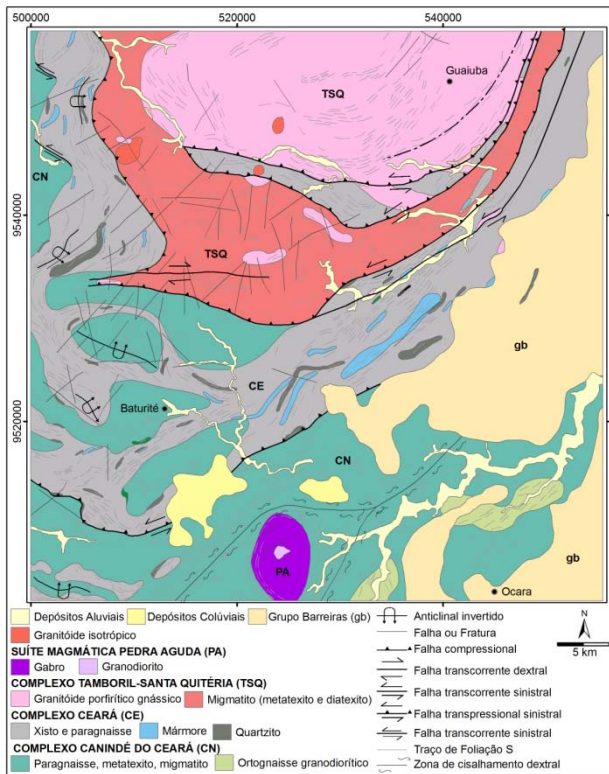 500000 520000 540000
Guaiuba
TSQ
CN
9540000
TSQ
gb
CE
Baturité
9520000
CN
PA
gb
Ocara
Depósitos Aluviais Depósitos Colúviais Grupo Barreiras (gb)
Granitóide isotrópico
SUÍTE MAGMÁTICA PEDRA AGUDA (PA)
Gabro Granodiorito
COMPLEXO TAMBORIL-SANTA QUITÉRIA (TSQ)
Granitóide porfirítico gnássico Migmatito (metatexito e diatexito)
COMPLEXO CEARÁ (CE)
Xisto e paragnaisse Mármore Quartzito
COMPLEXO CANINDÉ DO CEARÁ (CN)
Paragnaisse, metatexito, migmatito Ortognaisse granodiorítico
Anticlinal invertido
Falha ou Fratura
Falha compressional
Falha transcorrente dextral
Falha transcorrente sinistral
Falha transpressional sinistral
Falha transcorrente sinistral
Traço de Foliação S
Zona de cisalhamento dextral
N
5 km